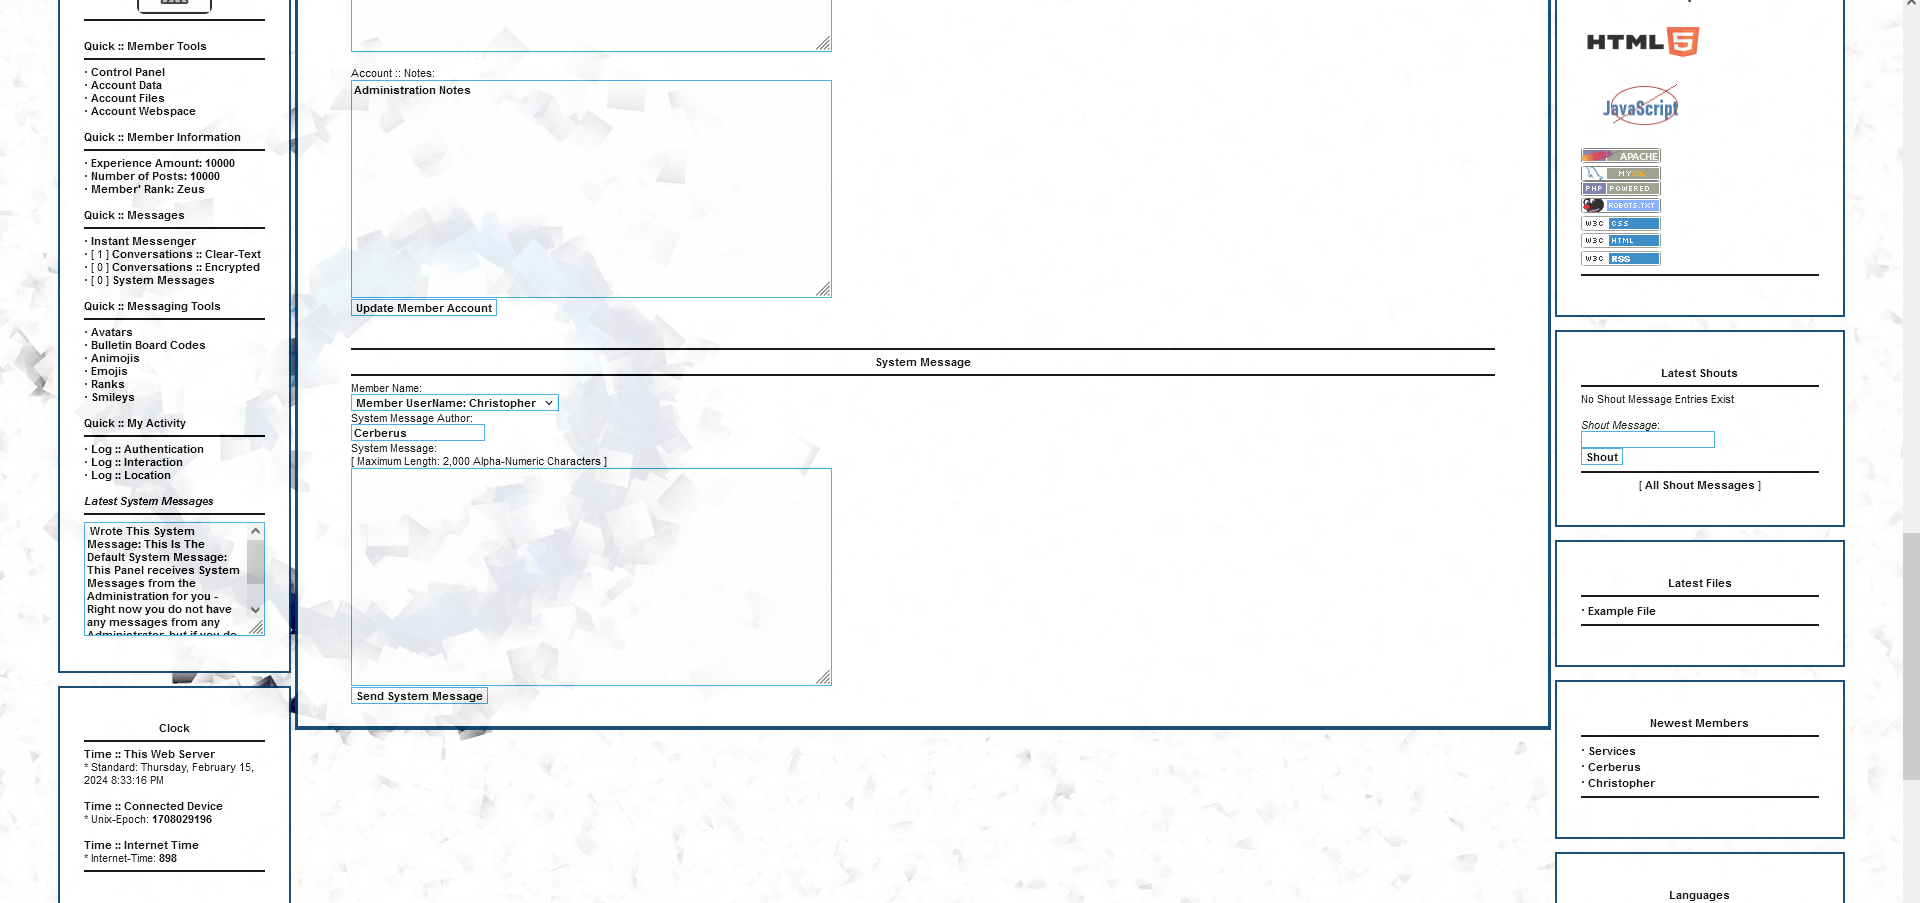 Quick :: Member Tools
· Control Panel
· Account Data
· Account Files
· Account Webspace
Quick :: Member Information
· Experience Amount: 10000
· Number of Posts: 10000
· Member' Rank: Zeus
Quick :: Messages
· Instant Messenger
· [ 1 ] Conversations :: Clear-Text
· [ 0 ] Conversations :: Encrypted
· [ 0 ] System Messages
Quick :: Messaging Tools
· Avatars
· Bulletin Board Codes
· Animojis
· Emojis
· Ranks
· Smileys
Quick :: My Activity
· Log :: Authentication
· Log :: Interaction
· Log :: Location
Latest System Messages
Wrote This System
Message: This Is The
Default System Message:
This Panel receives System
Messages from the
Administration for you -
Right now you do not have
any messages from any
Administrator, but if you do
Clock
Time :: This Web Server
* Standard: Thursday, February 15,
2024 8:33:16 PM
Time :: Connected Device
* Unix-Epoch: 1708029196
Time :: Internet Time
* Internet-Time: 898
Account :: Notes:
Administration Notes
Update Member Account
System Message
Member Name:
Member UserName: Christopher
System Message Author:
Cerberus
System Message:
[ Maximum Length: 2,000 Alpha-Numeric Characters ]
Send System Message
HTML 5
JavaScript
APACHE
MYSQL
PHP POWERED
ROBOTS.TXT
W3C CSS
W3C HTML
W3C RSS
Latest Shouts
No Shout Message Entries Exist
Shout Message:
Shout
[ All Shout Messages ]
Latest Files
· Example File
Newest Members
· Services
· Cerberus
· Christopher
Languages